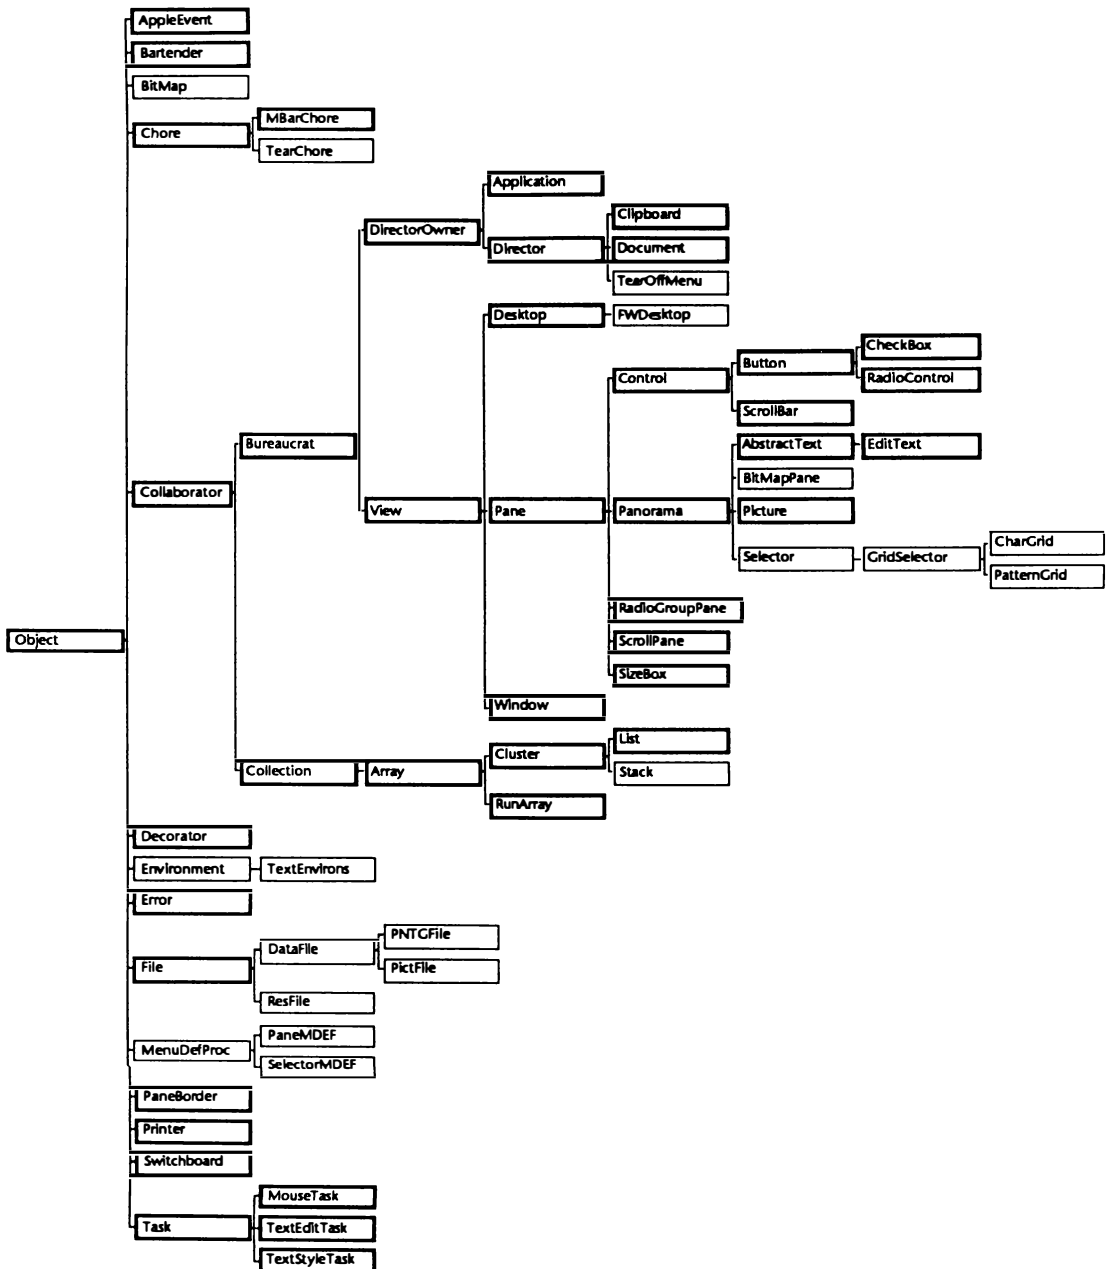 AppleEvent
Bartender
BitMap
MBarChore
Chore
TearChore
Application
Clipboard
DirectorOwner
Director
Document
TearOffMenu
Desktop
FWDesktop
CheckBox
Button
Control
RadioControl
ScrollBar
Bureaucrat
AbstractText
EditText
BitMapPane
Collaborator
View
Pane
Panorama
Picture
CharGrid
Selector
GridSelector
PatternGrid
RadioGroupPane
Object
ScrollPane
SizeBox
Window
List
Cluster
Collection
Array
Stack
RunArray
Decorator
Environment
TextEnvirons
Error
PNTGFile
DataFile
File
PictFile
ResFile
PaneMDEF
MenuDefProc
SelectorMDEF
PaneBorder
Printer
Switchboard
MouseTask
Task
TextEditTask
TextStyleTask